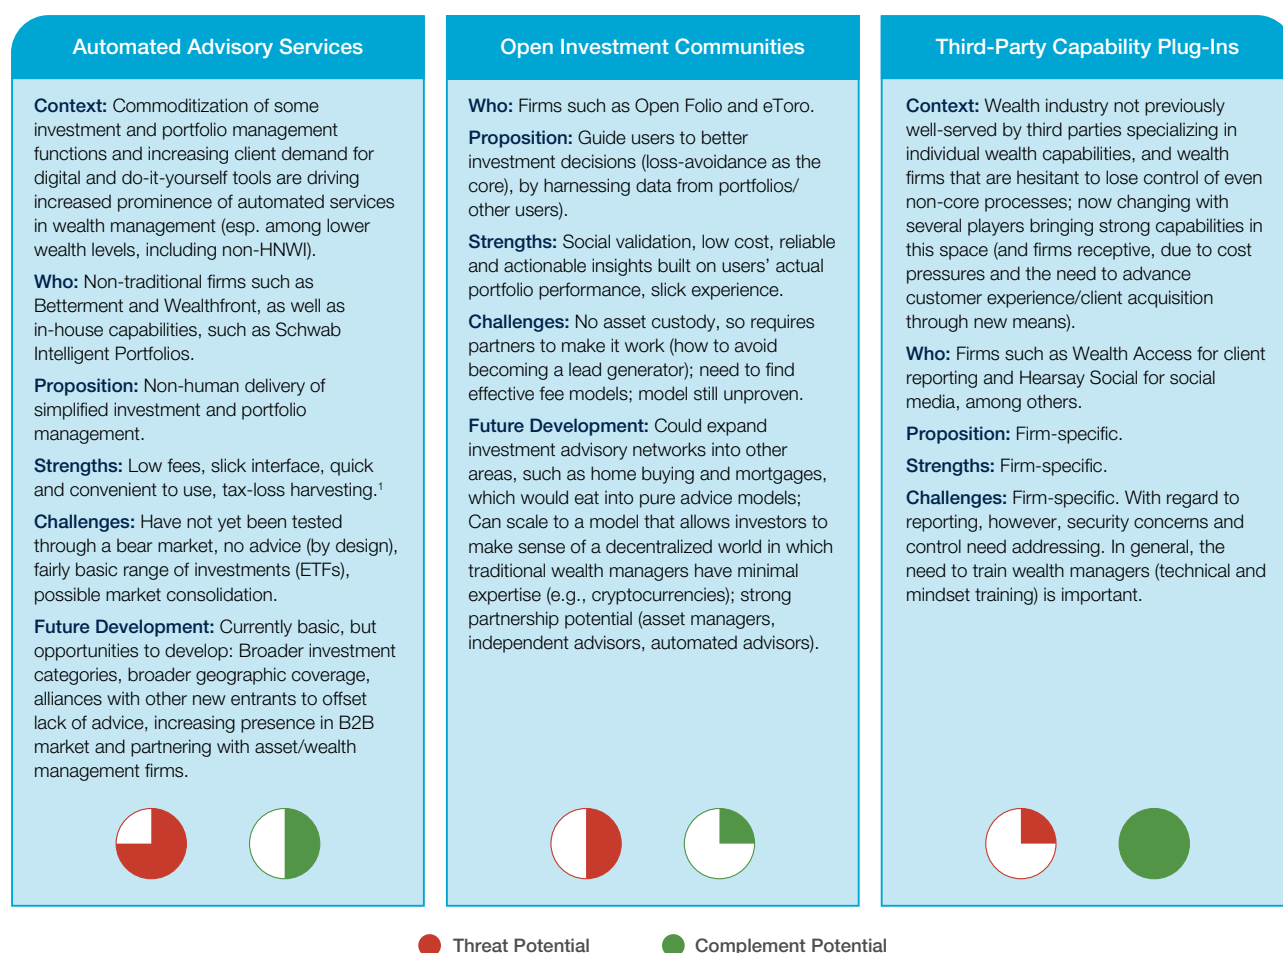 Automated Advisory Services
Context: Commoditization of some
investment and portfolio management
functions and increasing client demand for
digital and do-it-yourself tools are driving
increased prominence of automated services
in wealth management (esp. among lower
wealth levels, including non-HNWI).
Who: Non-traditional firms such as
Betterment and Wealthfront, as well as
in-house capabilities, such as Schwab
Intelligent Portfolios.
Proposition: Non-human delivery of
simplified investment and portfolio
management.
Strengths: Low fees, slick interface, quick
and convenient to use, tax-loss harvesting.¹
Challenges: Have not yet been tested
through a bear market, no advice (by design),
fairly basic range of investments (ETFs),
possible market consolidation.
Future Development: Currently basic, but
opportunities to develop: Broader investment
categories, broader geographic coverage,
alliances with other new entrants to offset
lack of advice, increasing presence in B2B
market and partnering with asset/wealth
management firms.
Open Investment Communities
Who: Firms such as Open Folio and eToro.
Proposition: Guide users to better
investment decisions (loss-avoidance as the
core), by harnessing data from portfolios/
other users).
Strengths: Social validation, low cost, reliable
and actionable insights built on users’ actual
portfolio performance, slick experience.
Challenges: No asset custody, so requires
partners to make it work (how to avoid
becoming a lead generator); need to find
effective fee models; model still unproven.
Future Development: Could expand
investment advisory networks into other
areas, such as home buying and mortgages,
which would eat into pure advice models;
Can scale to a model that allows investors to
make sense of a decentralized world in which
traditional wealth managers have minimal
expertise (e.g., cryptocurrencies); strong
partnership potential (asset managers,
independent advisors, automated advisors).
Third-Party Capability Plug-Ins
Context: Wealth industry not previously
well-served by third parties specializing in
individual wealth capabilities, and wealth
firms that are hesitant to lose control of even
non-core processes; now changing with
several players bringing strong capabilities in
this space (and firms receptive, due to cost
pressures and the need to advance
customer experience/client acquisition
through new means).
Who: Firms such as Wealth Access for client
reporting and Hearsay Social for social
media, among others.
Proposition: Firm-specific.
Strengths: Firm-specific.
Challenges: Firm-specific. With regard to
reporting, however, security concerns and
control need addressing. In general, the
need to train wealth managers (technical and
mindset training) is important.
Threat Potential
Complement Potential